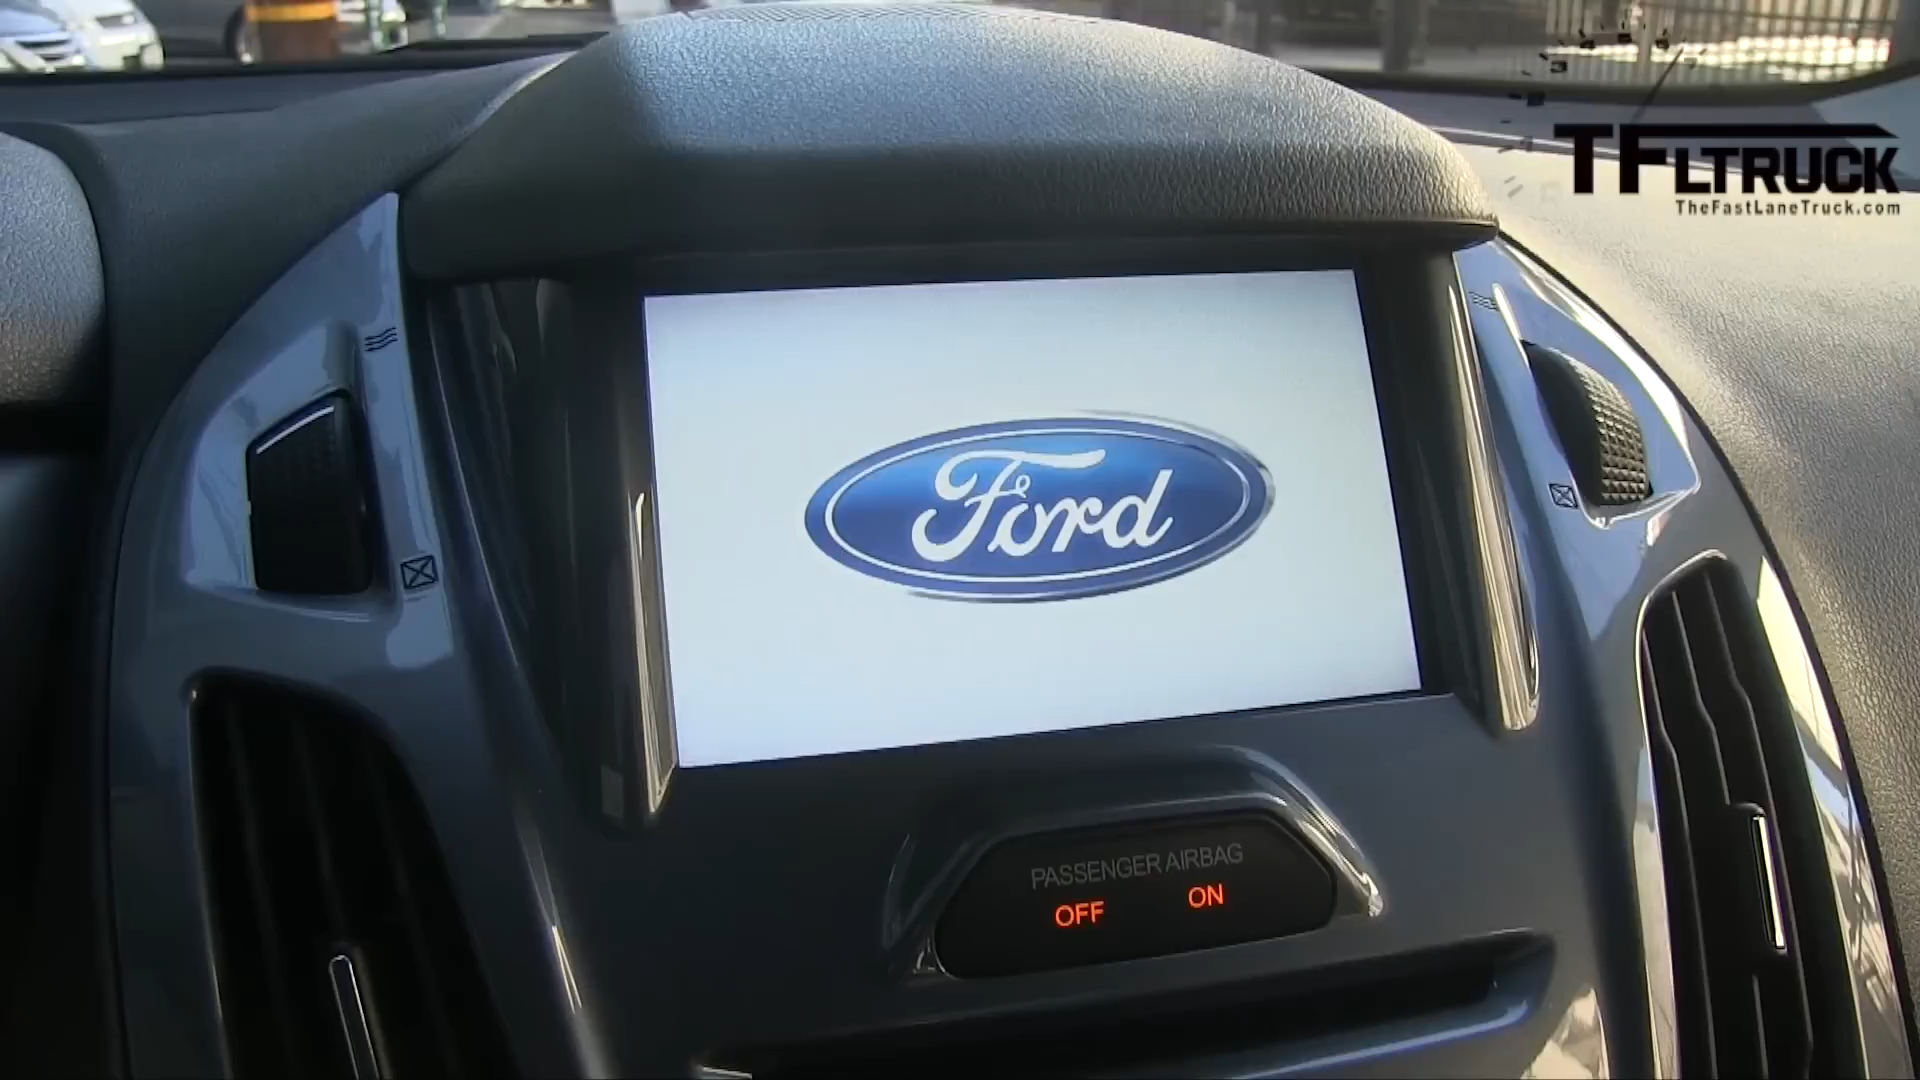 TFLTRUCK
TheFastLaneTruck.com
Ford
PASSENGER AIRBAG
OFF ON